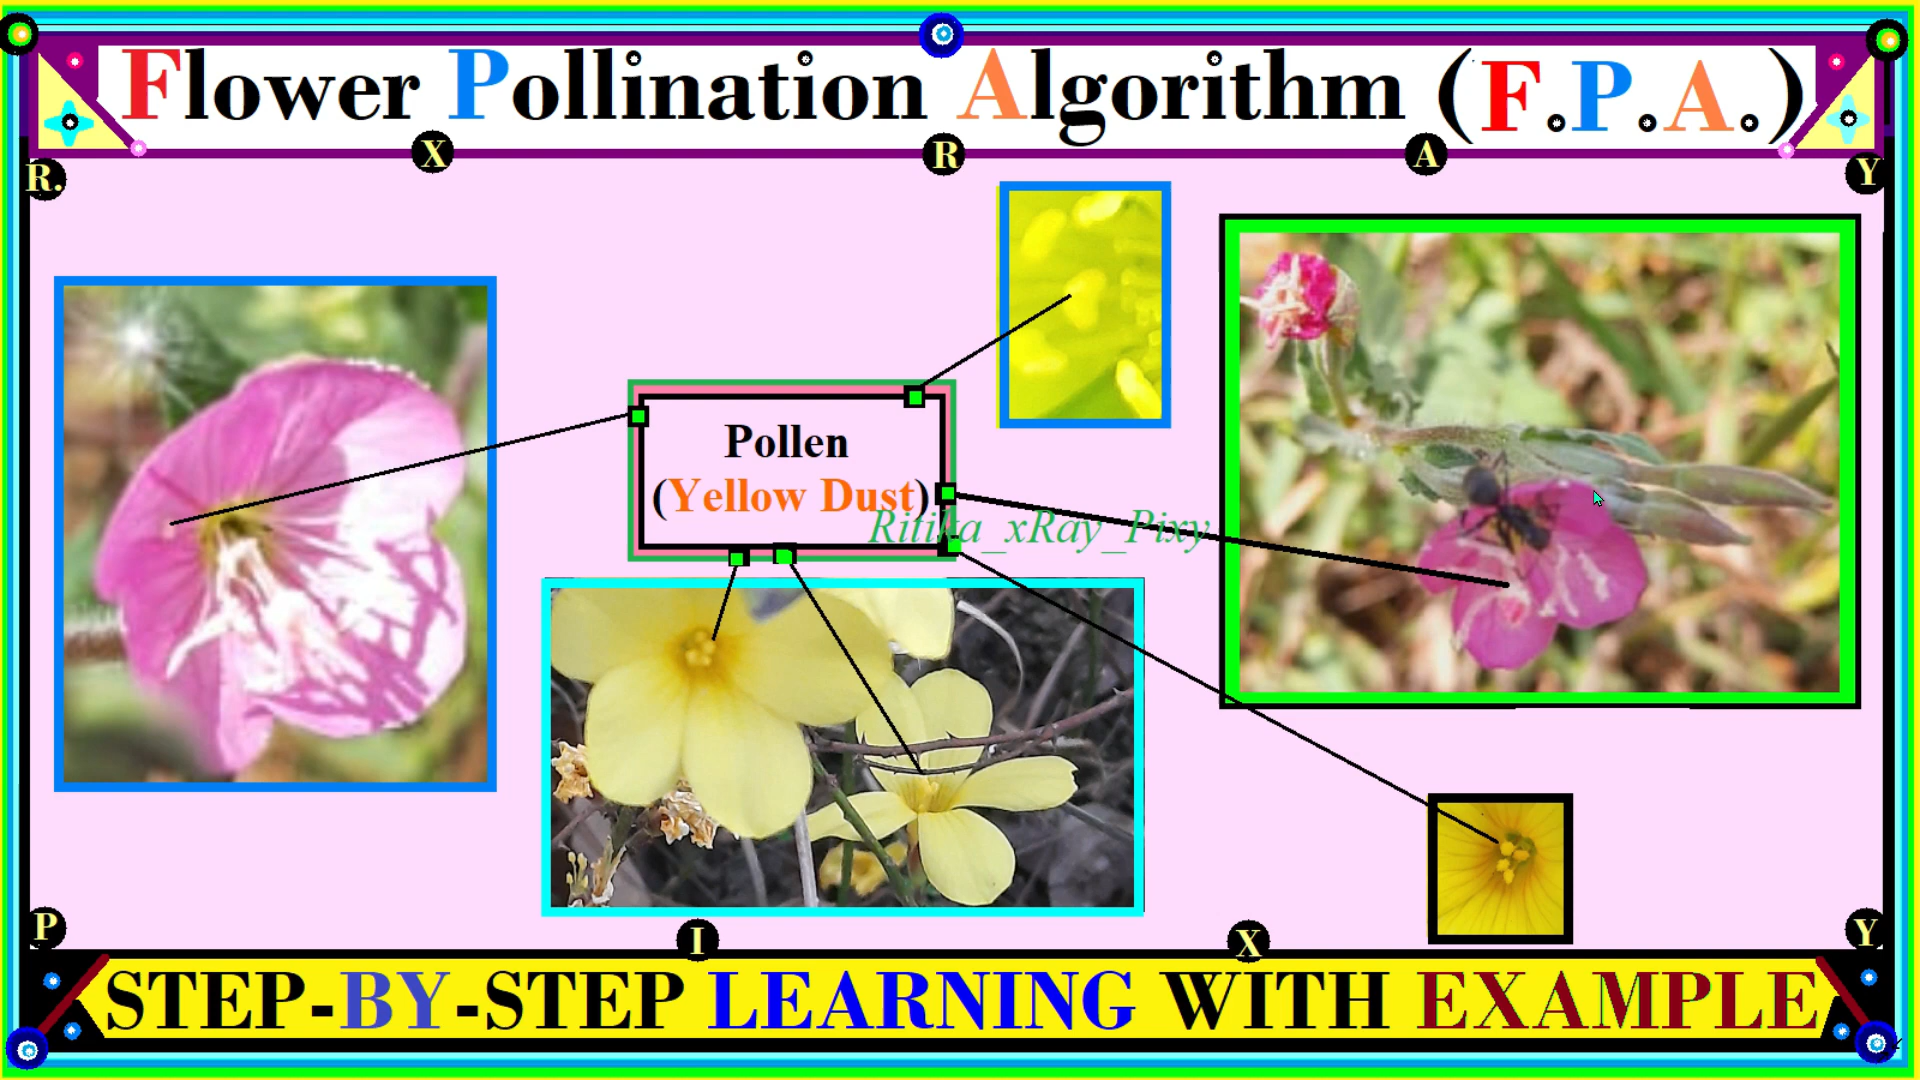 Flower Pollination Algorithm (F.P.A.)
R. X R A Y
Pollen
(Yellow Dust)
Ritika_xRay_Pixy
P I X Y
STEP-BY-STEP LEARNING WITH EXAMPLE